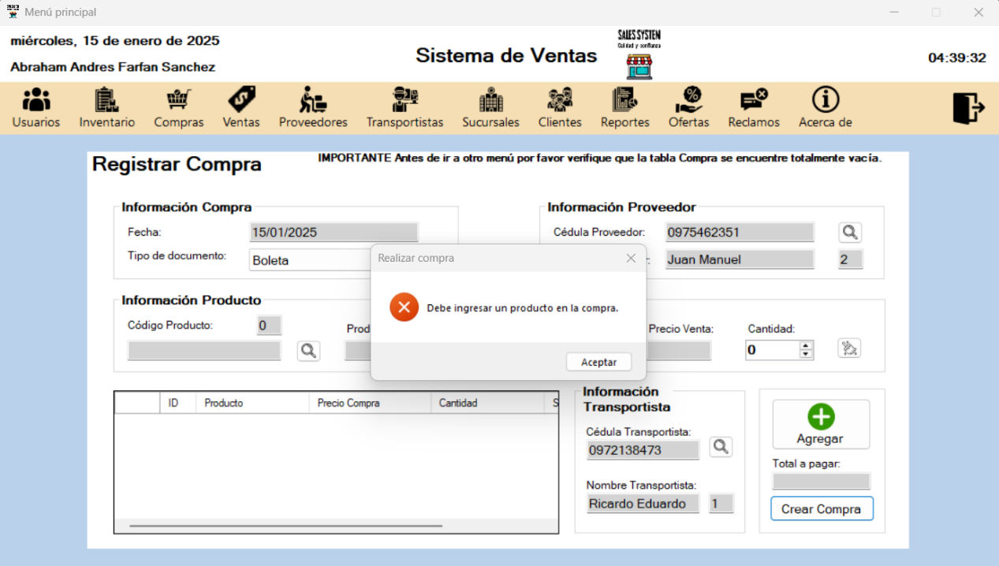 Menú principal
miércoles, 15 de enero de 2025
Abraham Andres Farfan Sanchez
Sistema de Ventas
SALES SYSTEM
Calidad y confianza
04:39:32
Usuarios
Inventario
Compras
Ventas
Proveedores
Transportistas
Sucursales
Clientes
Reportes
Ofertas
Reclamos
Acerca de
Registrar Compra
IMPORTANTE Antes de ir a otro menú por favor verifique que la tabla Compra se encuentre totalmente vacía.
Información Compra
Fecha:
15/01/2025
Tipo de documento:
Boleta
Información Proveedor
Cédula Proveedor:
0975462351
r:
Juan Manuel
2
Realizar compra
Debe ingresar un producto en la compra.
Aceptar
Información Producto
Código Producto:
0
Prod
Precio Venta:
Cantidad:
0
ID
Producto
Precio Compra
Cantidad
S
Información
Transportista
Cédula Transportista:
0972138473
Nombre Transportista:
Ricardo Eduardo
1
Agregar
Total a pagar:
Crear Compra